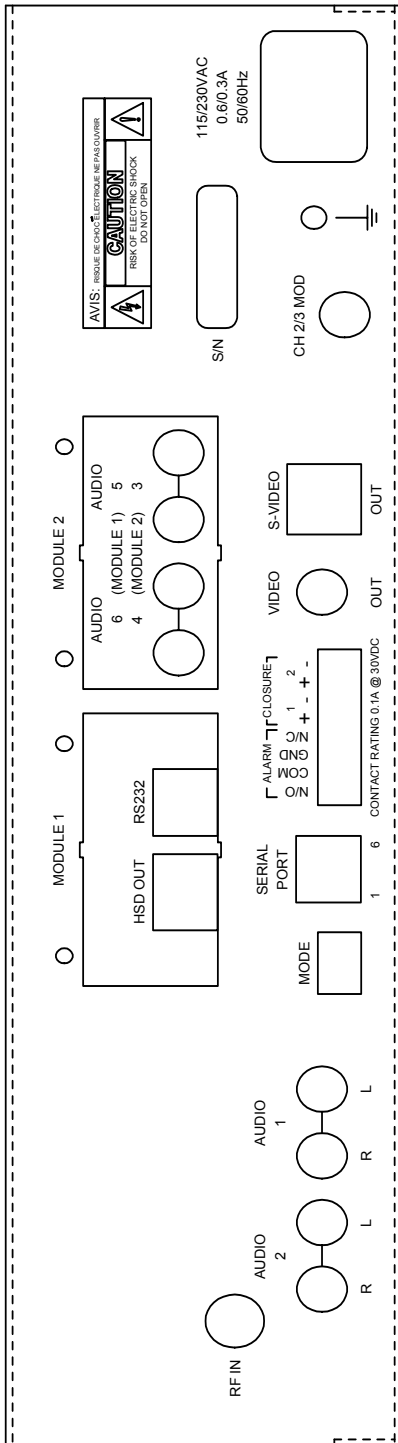 MODULE 1
MODULE 2
HSD OUT
RS232
AUDIO
AUDIO
6 (MODULE 1) 5
4 (MODULE 2) 3
AVIS: RISQUE DE CHOC ÉLECTRIQUE NE PAS OUVRIR
CAUTION
RISK OF ELECTRIC SHOCK
DO NOT OPEN
115/230VAC
0.6/0.3A
50/60Hz
S/N
RF IN
AUDIO
2
R L
AUDIO
1
R L
MODE
SERIAL
PORT
1 6
ALARM CLOSURE
1 2
N/O COM GND N/C + - + -
CONTACT RATING 0.1A @ 30VDC
VIDEO
OUT
S-VIDEO
OUT
CH 2/3 MOD